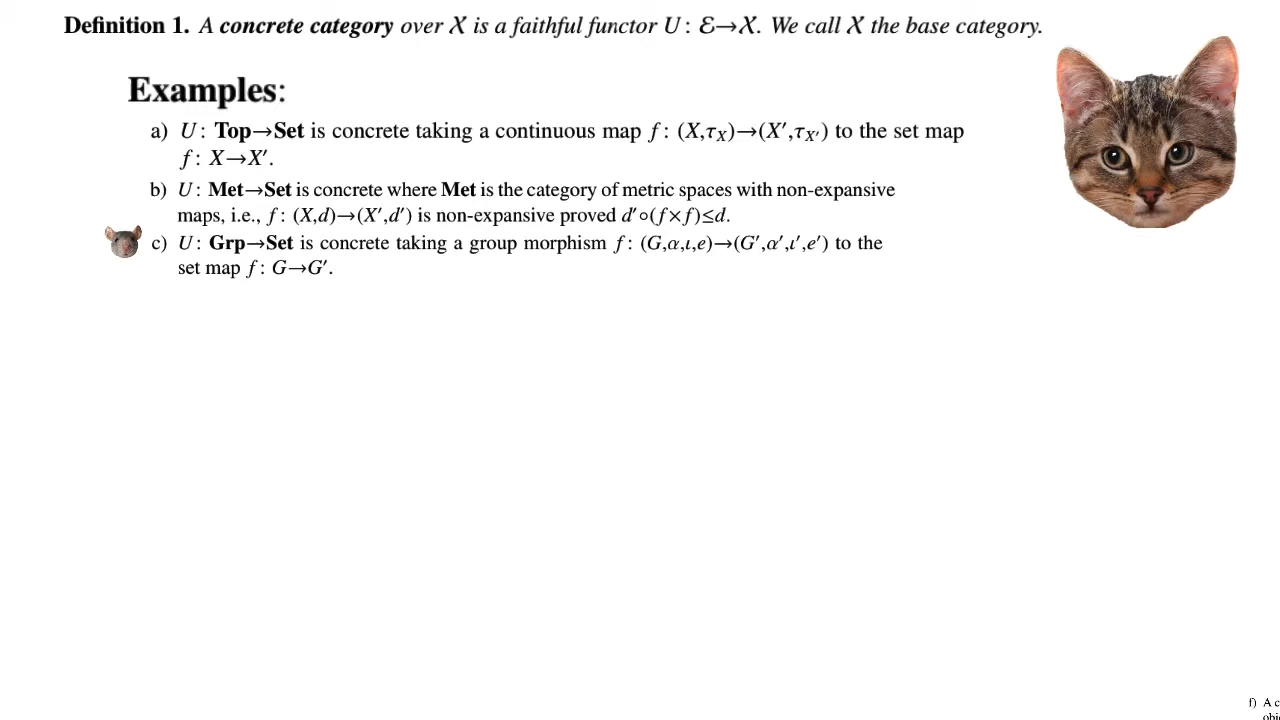 Definition 1. A concrete category over X is a faithful functor U: ℰ→X. We call X the base category.
Examples:
a) U: Top→Set is concrete taking a continuous map f: (X,τ_X)→(X′,τ_X′) to the set map
f: X→X′.
b) U: Met→Set is concrete where Met is the category of metric spaces with non-expansive
maps, i.e., f: (X,d)→(X′,d′) is non-expansive proved d′∘(f×f)≤d.
c) U: Grp→Set is concrete taking a group morphism f: (G,α,ι,e)→(G′,α′,ι′,e′) to the
set map f: G→G′.
f) A c